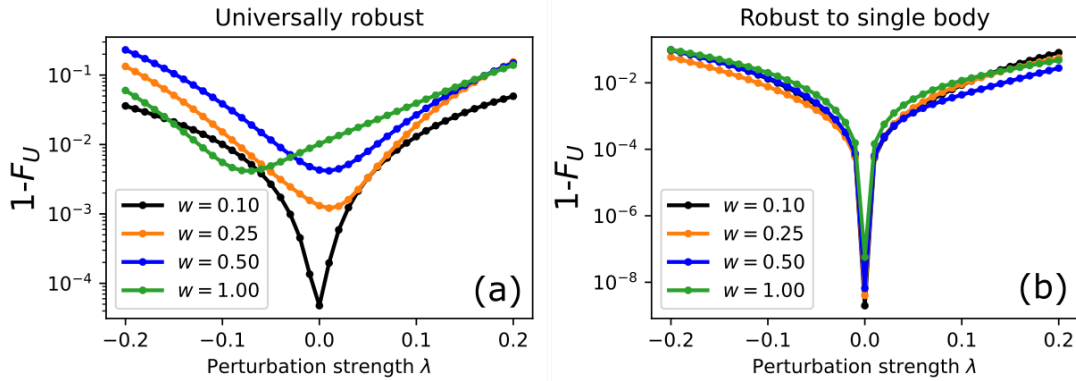 Universally robust
1-F_U
10⁻¹
10⁻²
10⁻³
10⁻⁴
w = 0.10
w = 0.25
w = 0.50
w = 1.00
(a)
−0.2 −0.1 0.0 0.1 0.2
Perturbation strength λ
Robust to single body
1-F_U
10⁻²
10⁻⁴
10⁻⁶
10⁻⁸
w = 0.10
w = 0.25
w = 0.50
w = 1.00
(b)
−0.2 −0.1 0.0 0.1 0.2
Perturbation strength λ